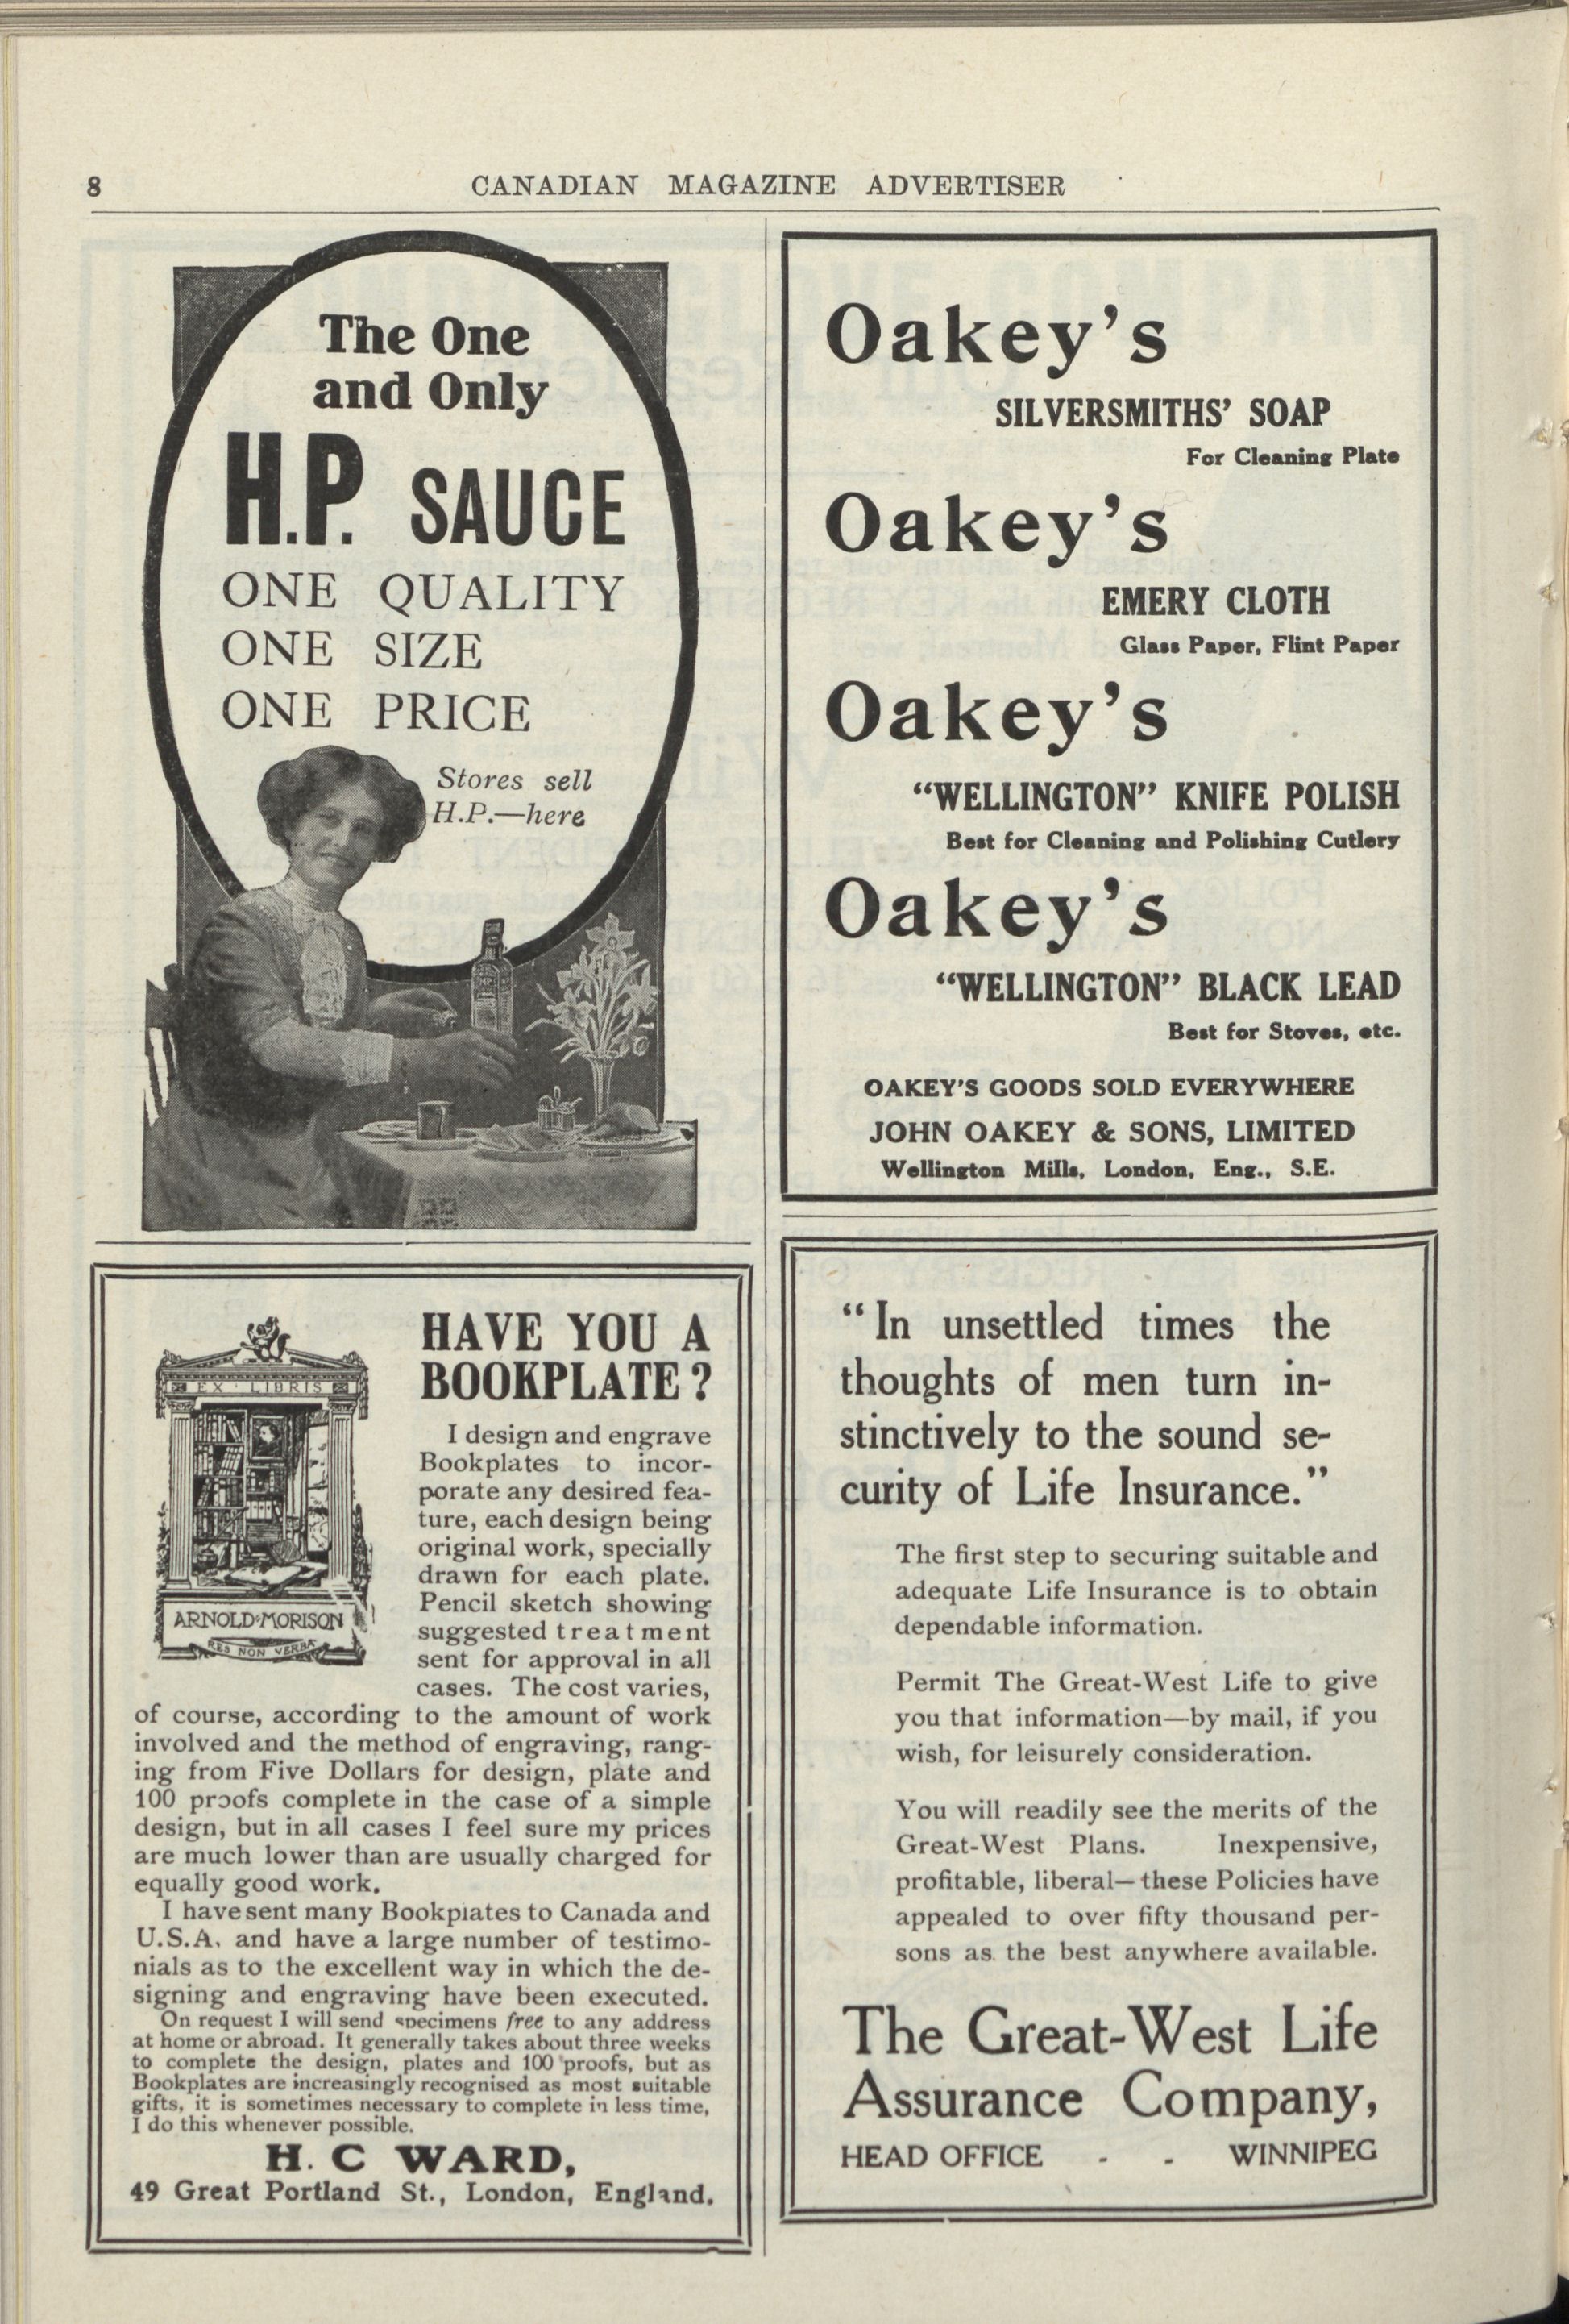 8
CANADIAN MAGAZINE ADVERTISER
The One
and Only
H.P. SAUCE
ONE QUALITY
ONE SIZE
ONE PRICE
Stores sell
H.P.—here
HP
Oakey's
SILVERSMITHS' SOAP
For Cleaning Plate
Oakey's
EMERY CLOTH
Glass Paper, Flint Paper
Oakey's
"WELLINGTON" KNIFE POLISH
Best for Cleaning and Polishing Cutlery
Oakey's
"WELLINGTON" BLACK LEAD
Best for Stoves, etc.
OAKEY'S GOODS SOLD EVERYWHERE
JOHN OAKEY & SONS, LIMITED
Wellington Mills, London, Eng., S.E.
EX LIBRIS
ARNOLD MORISON
RES NON VERBA
HAVE YOU A
BOOKPLATE?
I design and engrave
Bookplates to incor-
porate any desired fea-
ture, each design being
original work, specially
drawn for each plate.
Pencil sketch showing
suggested treatment
sent for approval in all
cases. The cost varies,
of course, according to the amount of work
involved and the method of engraving, rang-
ing from Five Dollars for design, plate and
100 proofs complete in the case of a simple
design, but in all cases I feel sure my prices
are much lower than are usually charged for
equally good work.
I have sent many Bookplates to Canada and
U.S.A. and have a large number of testimo-
nials as to the excellent way in which the de-
signing and engraving have been executed.
On request I will send specimens free to any address
at home or abroad. It generally takes about three weeks
to complete the design, plates and 100 proofs, but as
Bookplates are increasingly recognised as most suitable
gifts, it is sometimes necessary to complete in less time,
I do this whenever possible.
H. C WARD,
49 Great Portland St., London, England.
"In unsettled times the
thoughts of men turn in-
stinctively to the sound se-
curity of Life Insurance."
The first step to securing suitable and
adequate Life Insurance is to obtain
dependable information.
Permit The Great-West Life to give
you that information—by mail, if you
wish, for leisurely consideration.
You will readily see the merits of the
Great-West Plans. Inexpensive,
profitable, liberal—these Policies have
appealed to over fifty thousand per-
sons as the best anywhere available.
The Great-West Life
Assurance Company,
HEAD OFFICE - - WINNIPEG